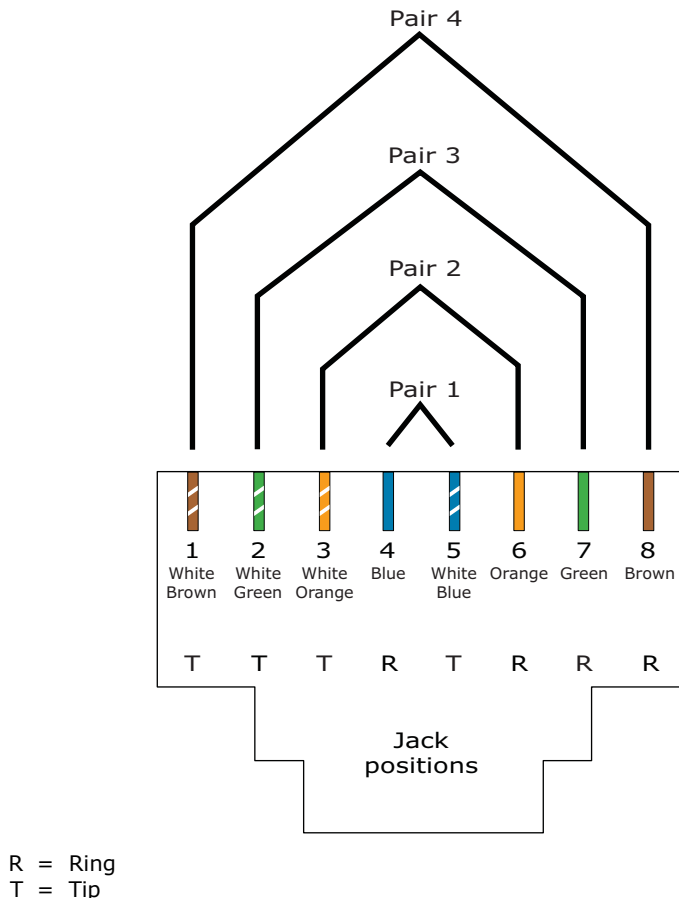 Pair 4
Pair 3
Pair 2
Pair 1
1 2 3 4 5 6 7 8
White White White Blue White Orange Green Brown
Brown Green Orange Blue
T T T R T R R R
Jack
positions
R = Ring
T = Tip